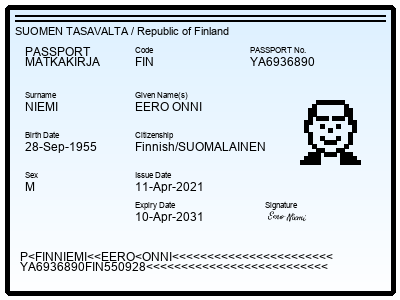 SUOMEN TASAVALTA / Republic of Finland
PASSPORT
MATKAKIRJA
Code
FIN
PASSPORT No.
YA6936890
Surname
NIEMI
Given Name(s)
EERO ONNI
Birth Date
28-Sep-1955
Citizenship
Finnish/SUOMALAINEN
Sex
M
Issue Date
11-Apr-2021
Expiry Date
10-Apr-2031
Signature
Eero Niemi
P<FINNIEMI<<EERO<ONNI<<<<<<<<<<<<<<<<<<<<<<<
YA6936890FIN550928<<<<<<<<<<<<<<<<<<<<<<<<<<